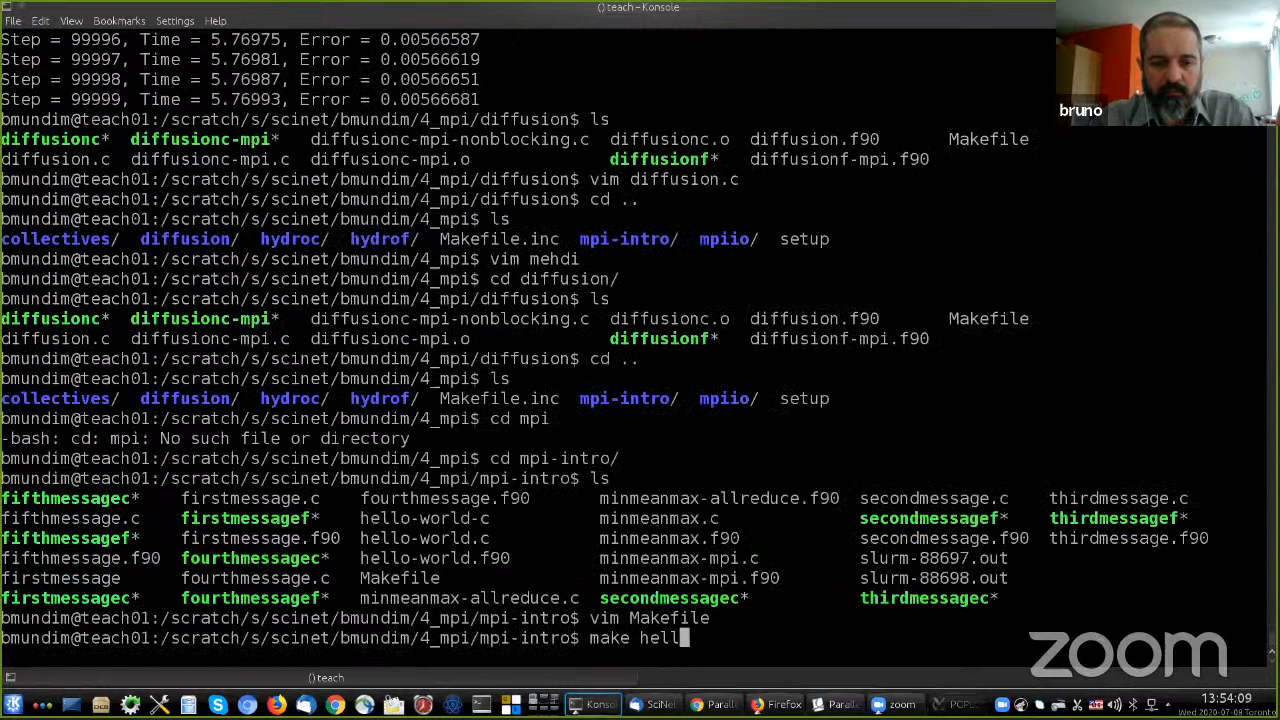 () teach – Konsole
File Edit View Bookmarks Settings Help
Step = 99996, Time = 5.76975, Error = 0.00566587
Step = 99997, Time = 5.76981, Error = 0.00566619
Step = 99998, Time = 5.76987, Error = 0.00566651
Step = 99999, Time = 5.76993, Error = 0.00566681
bmundim@teach01:/scratch/s/scinet/bmundim/4_mpi/diffusion$ ls
diffusionc* diffusionc-mpi* diffusionc-mpi-nonblocking.c diffusionc.o diffusion.f90 Makefile
diffusion.c diffusionc-mpi.c diffusionc-mpi.o diffusionf* diffusionf-mpi.f90
bmundim@teach01:/scratch/s/scinet/bmundim/4_mpi/diffusion$ vim diffusion.c
bmundim@teach01:/scratch/s/scinet/bmundim/4_mpi/diffusion$ cd ..
bmundim@teach01:/scratch/s/scinet/bmundim/4_mpi$ ls
collectives/ diffusion/ hydroc/ hydrof/ Makefile.inc mpi-intro/ mpiio/ setup
bmundim@teach01:/scratch/s/scinet/bmundim/4_mpi$ vim mehdi
bmundim@teach01:/scratch/s/scinet/bmundim/4_mpi$ cd diffusion/
bmundim@teach01:/scratch/s/scinet/bmundim/4_mpi/diffusion$ ls
diffusionc* diffusionc-mpi* diffusionc-mpi-nonblocking.c diffusionc.o diffusion.f90 Makefile
diffusion.c diffusionc-mpi.c diffusionc-mpi.o diffusionf* diffusionf-mpi.f90
bmundim@teach01:/scratch/s/scinet/bmundim/4_mpi/diffusion$ cd ..
bmundim@teach01:/scratch/s/scinet/bmundim/4_mpi$ ls
collectives/ diffusion/ hydroc/ hydrof/ Makefile.inc mpi-intro/ mpiio/ setup
bmundim@teach01:/scratch/s/scinet/bmundim/4_mpi$ cd mpi
-bash: cd: mpi: No such file or directory
bmundim@teach01:/scratch/s/scinet/bmundim/4_mpi$ cd mpi-intro/
bmundim@teach01:/scratch/s/scinet/bmundim/4_mpi/mpi-intro$ ls
fifthmessagec* firstmessage.c fourthmessage.f90 minmeanmax-allreduce.f90 secondmessage.c thirdmessage.c
fifthmessage.c firstmessagef* hello-world-c minmeanmax.c secondmessagef* thirdmessagef*
fifthmessagef* firstmessage.f90 hello-world.c minmeanmax.f90 secondmessage.f90 thirdmessage.f90
fifthmessage.f90 fourthmessagec* hello-world.f90 minmeanmax-mpi.c slurm-88697.out
firstmessage fourthmessage.c Makefile minmeanmax-mpi.f90 slurm-88698.out
firstmessagec* fourthmessagef* minmeanmax-allreduce.c secondmessagec* thirdmessagec*
bmundim@teach01:/scratch/s/scinet/bmundim/4_mpi/mpi-intro$ vim Makefile
bmundim@teach01:/scratch/s/scinet/bmundim/4_mpi/mpi-intro$ make hell
bruno
zoom
() teach
Konso
SciNet
Parall
FireFox
Parall
zoom
PCPL
13:54:09
Wed 2020-07-08 Toronto